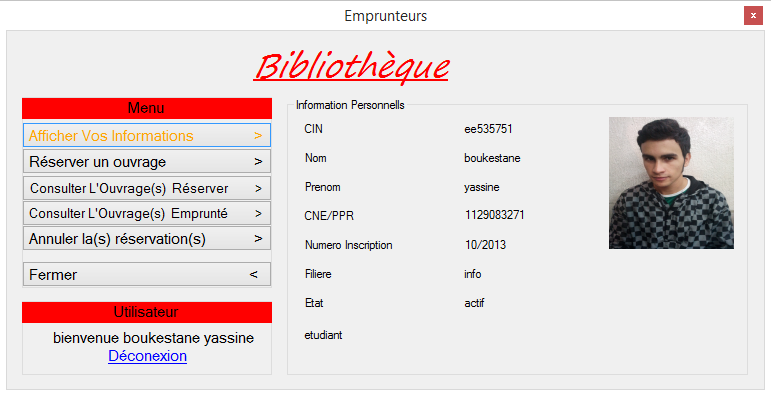 Emprunteurs
x
Bibliothèque
Menu
Afficher Vos Informations >
Réserver un ouvrage >
Consulter L'Ouvrage(s) Réserver >
Consulter L'Ouvrage(s) Emprunté >
Annuler la(s) réservation(s) >
Fermer <
Utilisateur
bienvenue boukestane yassine
Déconexion
Information Personnells
CIN ee535751
Nom boukestane
Prenom yassine
CNE/PPR 1129083271
Numero Inscription 10/2013
Filiere info
Etat actif
etudiant